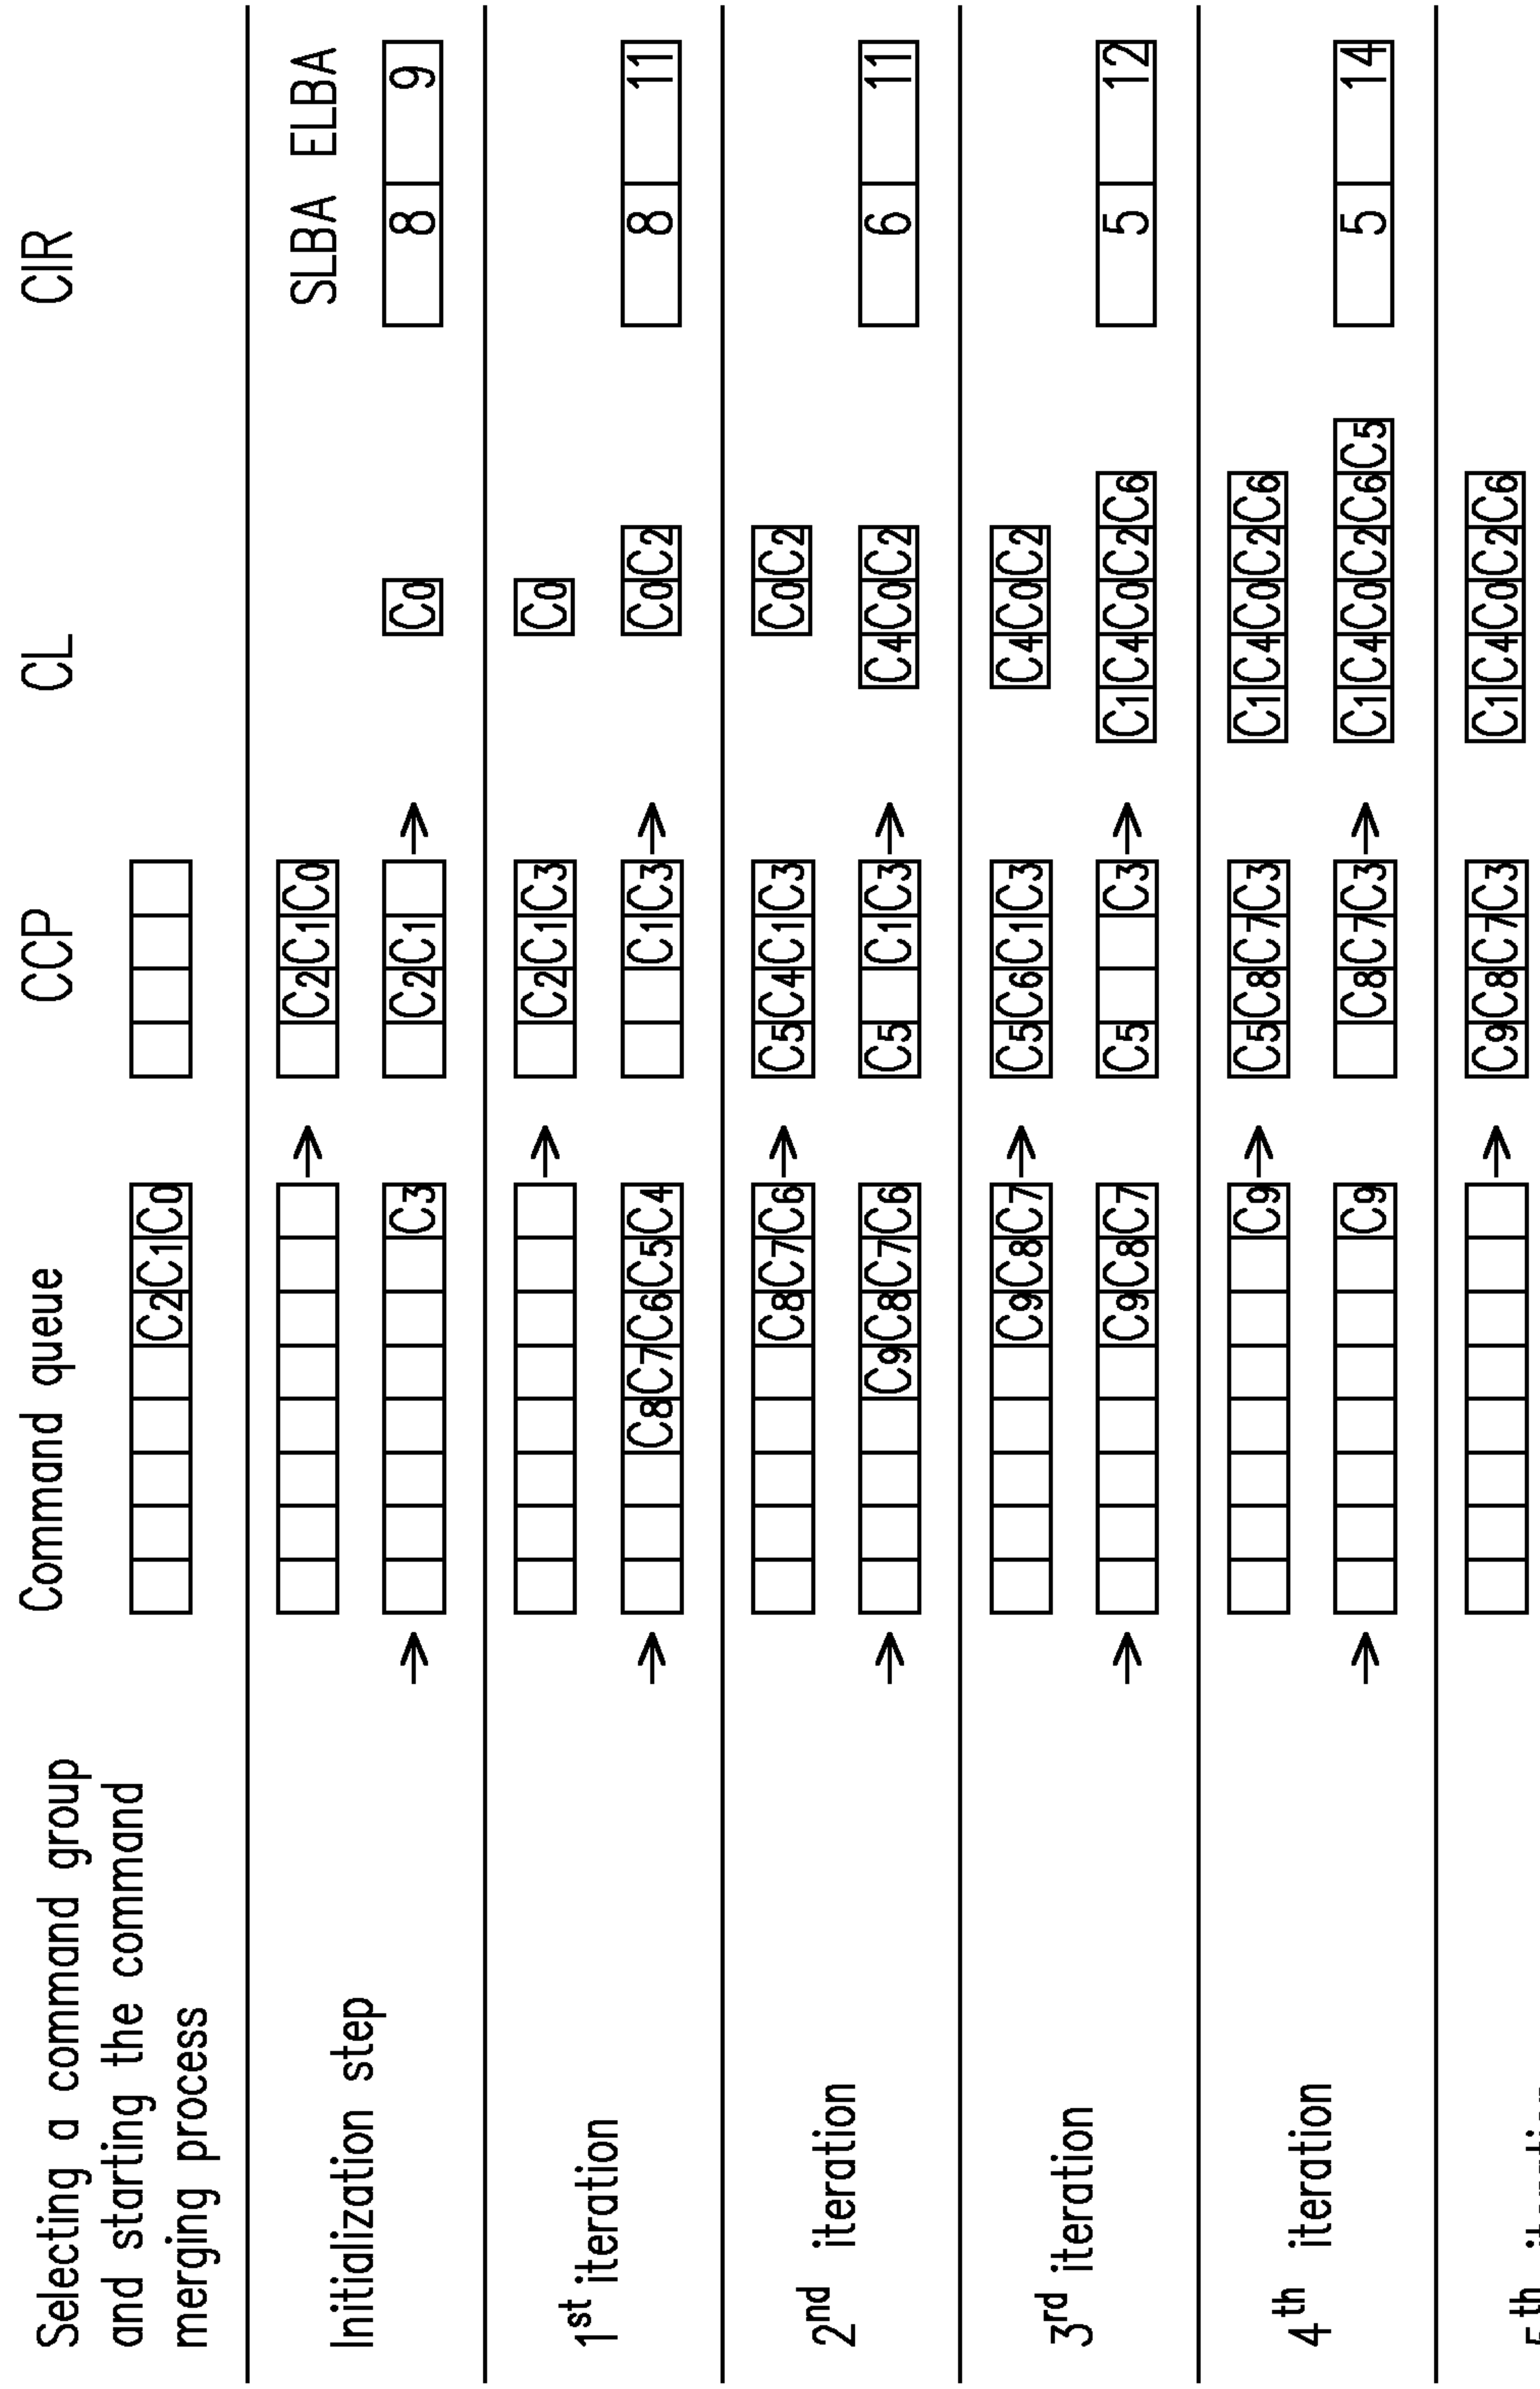 Command queue CCP CL CIR
Selecting a command group
and starting the command
merging process
C2 C1 C0
C2 C1 C0
SLBA ELBA
Initialization step
C3 C2 C1 C0 8 9
C2 C1 C3 C0
1st iteration
C8 C7 C6 C5 C4 C1 C3 C0 C2 8 11
C8 C7 C6 C5 C4 C1 C3 C0 C2
2nd iteration
C9 C8 C7 C6 C5 C1 C3 C4 C0 C2 6 11
C9 C8 C7 C5 C6 C1 C3 C4 C0 C2
3rd iteration
C9 C8 C7 C5 C3 C1 C4 C0 C2 C6 5 12
C9 C5 C8 C7 C3 C1 C4 C0 C2 C6
4th iteration
C9 C8 C7 C3 C1 C4 C0 C2 C6 C5 5 14
C9 C8 C7 C3 C1 C4 C0 C2 C6